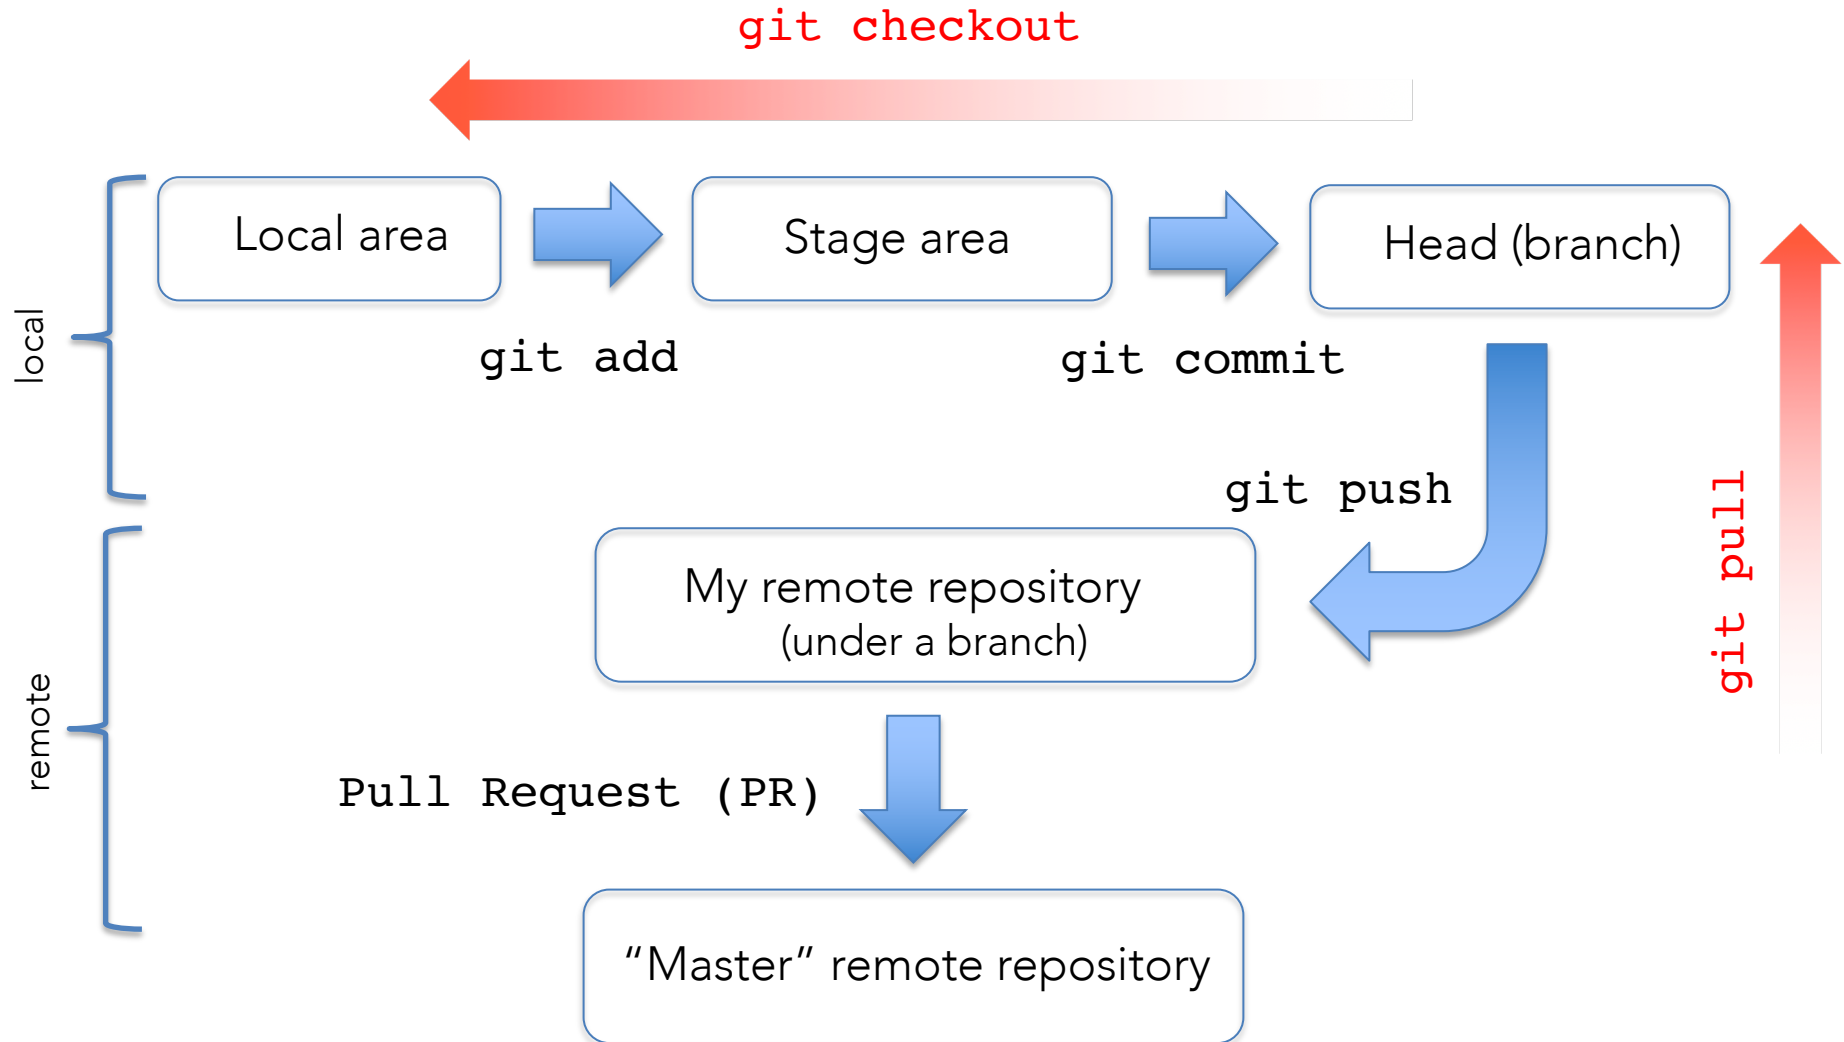 git checkout
Local area
Stage area
Head (branch)
local
git add
git commit
git push
git pull
My remote repository
(under a branch)
remote
Pull Request (PR)
“Master” remote repository